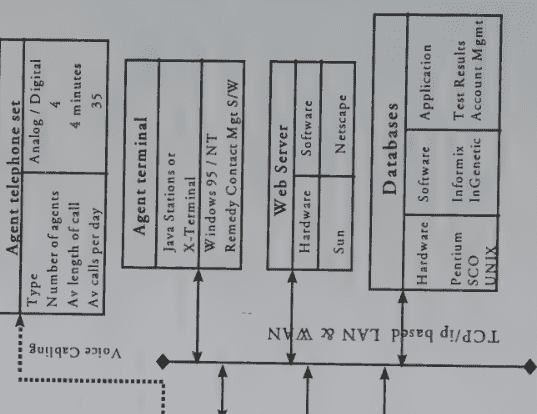 Agent telephone set
Type Analog / Digital
Number of agents 4
Av length of call 4 minutes
Av calls per day 35
Voice Cabling
Agent terminal
Java Stations or
X-Terminal
Windows 95 / NT
Remedy Contact Mgt S/W
Web Server
Hardware Software
Sun Netscape
TCP/ip based LAN & WAN
Databases
Hardware Software Application
Pentium Informix Test Results
SCO InGenetic Account Mgmt
UNIX